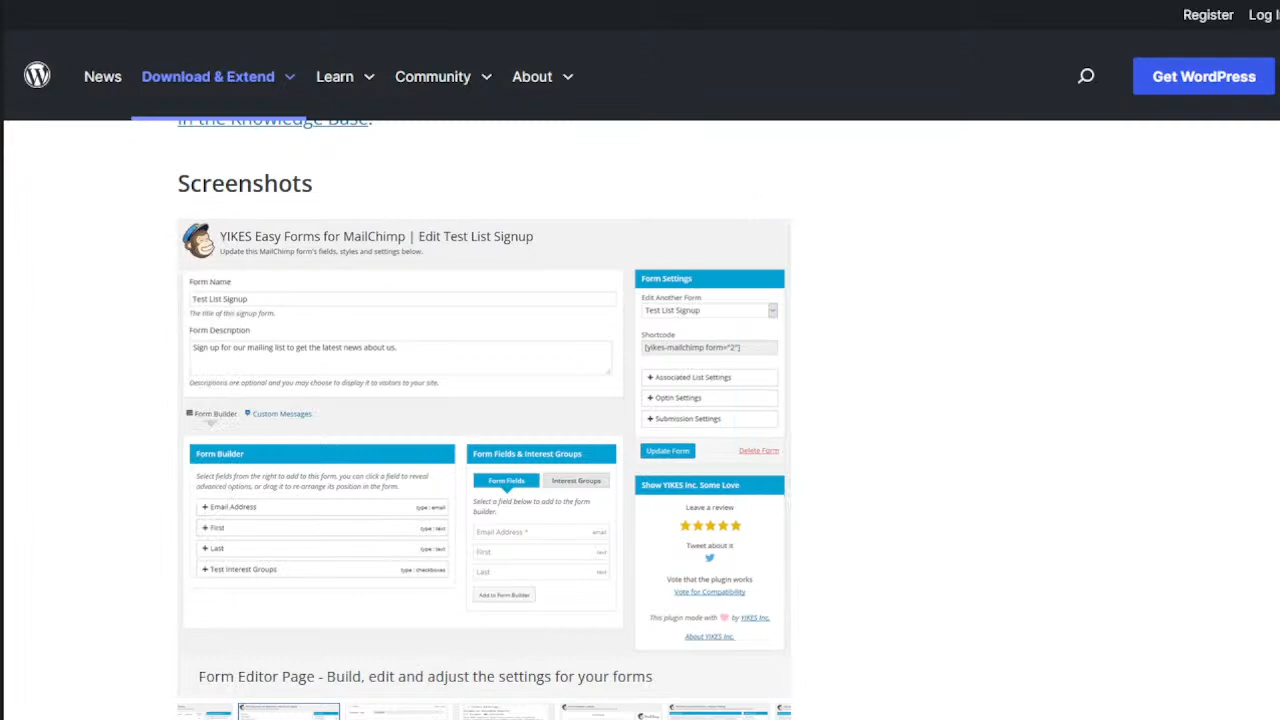 Register Log I
News Download & Extend Learn Community About Get WordPress
in the Knowledge Base.
Screenshots
YIKES Easy Forms for MailChimp | Edit Test List Signup
Update this MailChimp form's fields, styles and settings below.
Form Name
Test List Signup
The title of this signup form.
Form Description
Sign up for our mailing list to get the latest news about us.
Descriptions are optional and you may choose to display it to visitors to your site.
Form Builder Custom Messages
Form Builder
Select fields from the right to add to this form, you can click a field to reveal
advanced options, or drag it to re-arrange its position in the form.
+ Email Address type : email
+ First type : text
+ Last type : text
+ Test Interest Groups type : checkboxes
Form Fields & Interest Groups
Form Fields Interest Groups
Select a field below to add to the form
builder.
Email Address * email
First text
Last text
Add to Form Builder
Form Settings
Edit Another Form
Test List Signup
Shortcode
[yikes-mailchimp form="2"]
+ Associated List Settings
+ Optin Settings
+ Submission Settings
Update Form Delete Form
Show YIKES Inc. Some Love
Leave a review
Tweet about it
Vote that the plugin works
Vote for Compatibility
This plugin made with by YIKES Inc.
About YIKES Inc.
Form Editor Page - Build, edit and adjust the settings for your forms